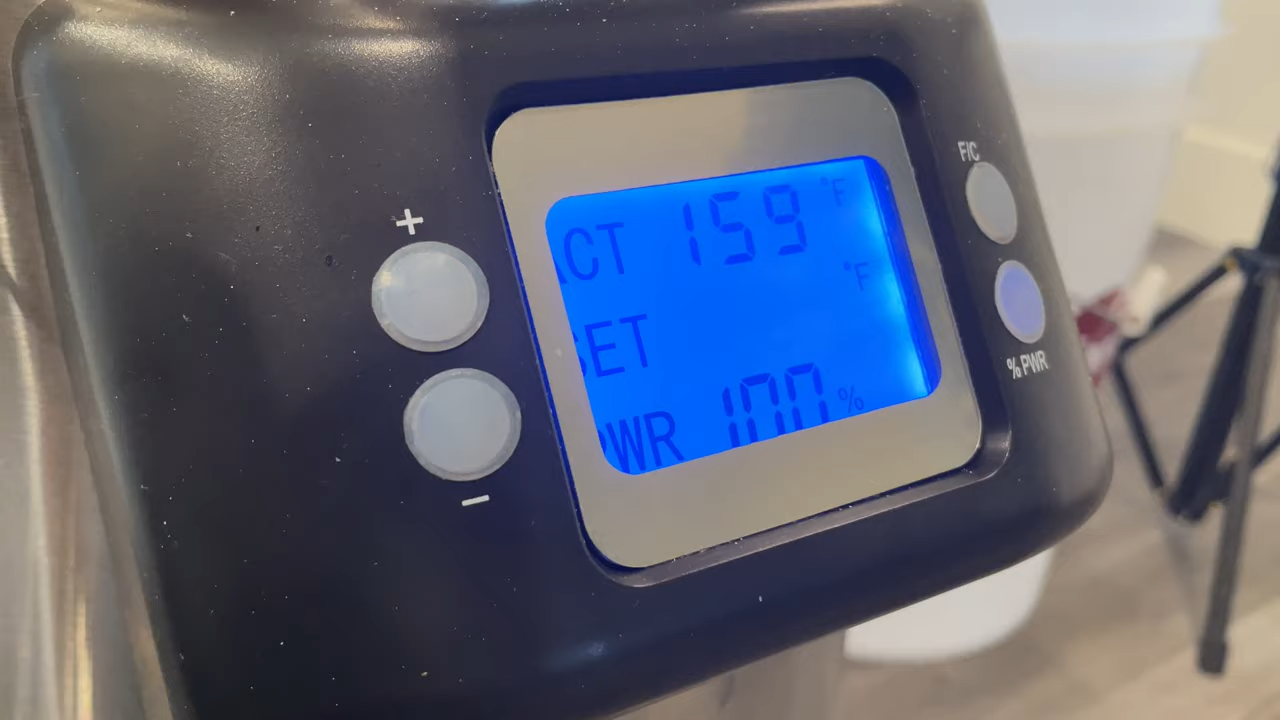 +
-
ACT 159 °F
°F
SET
PWR 100 %
F/C
% PWR